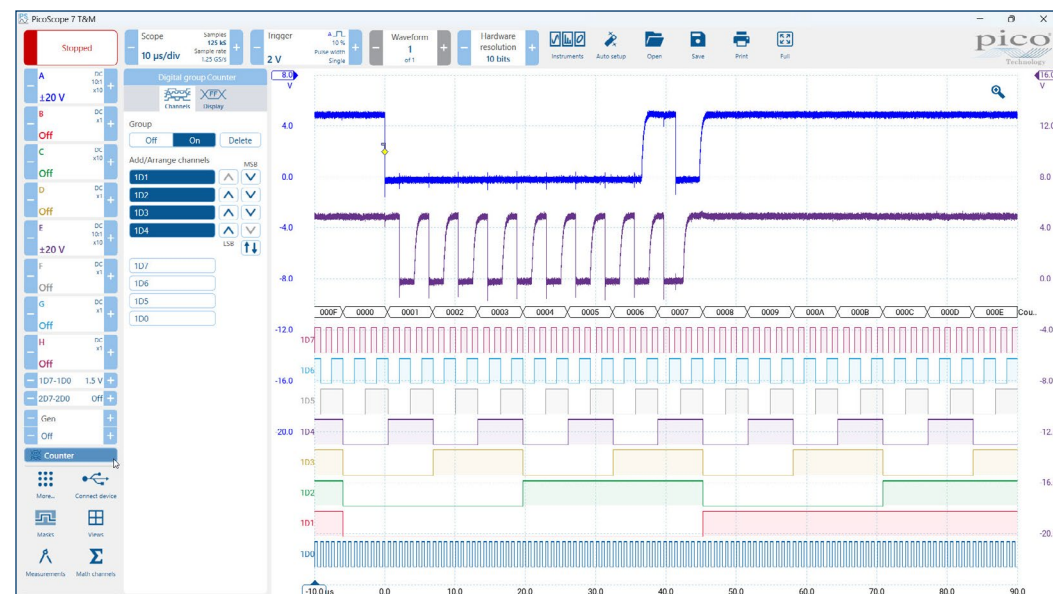 PicoScope 7 T&M
Stopped
Scope
10 µs/div
Samples
125 kS
Sample rate
1.25 GS/s
Trigger
2 V
A
10 %
Pulse width
Single
Waveform
1
of 1
Hardware
resolution
10 bits
Instruments
Auto setup
Open
Save
Print
Full
pico
Technology
A
DC
10:1
x10
±20 V
B
DC
x1
Off
C
DC
x10
Off
D
DC
x1
Off
E
DC
10:1
x10
±20 V
F
DC
x1
Off
G
DC
x1
Off
H
DC
x1
Off
1D7-1D0 1.5 V
2D7-2D0 Off
Gen
Off
Counter
More...
Connect device
Masks
Views
Measurements
Math channels
Digital group Counter
Channels
Display
Group
Off On Delete
Add/Arrange channels
MSB
1D1
1D2
1D3
1D4
LSB
1D7
1D6
1D5
1D0
8.0
V
4.0
0.0
-4.0
-8.0
-12.0
-16.0
-20.0
16.0
V
12.0
8.0
4.0
0.0
-4.0
-8.0
-12.
-16.
-20.
000F 0000 0001 0002 0003 0004 0005 0006 0007 0008 0009 000A 000B 000C 000D 000E Cou..
1D7
1D6
1D5
1D4
1D3
1D2
1D1
1D0
-10.0 µs 0.0 10.0 20.0 30.0 40.0 50.0 60.0 70.0 80.0 90.0